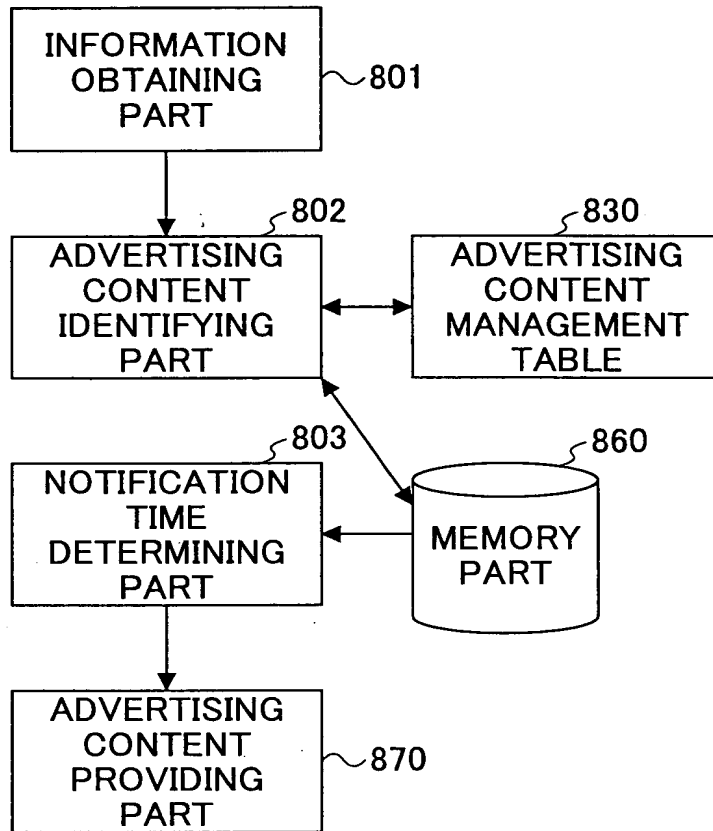 INFORMATION
OBTAINING
PART
801
802
ADVERTISING
CONTENT
IDENTIFYING
PART
830
ADVERTISING
CONTENT
MANAGEMENT
TABLE
803
NOTIFICATION
TIME
DETERMINING
PART
860
MEMORY
PART
ADVERTISING
CONTENT
PROVIDING
PART
870